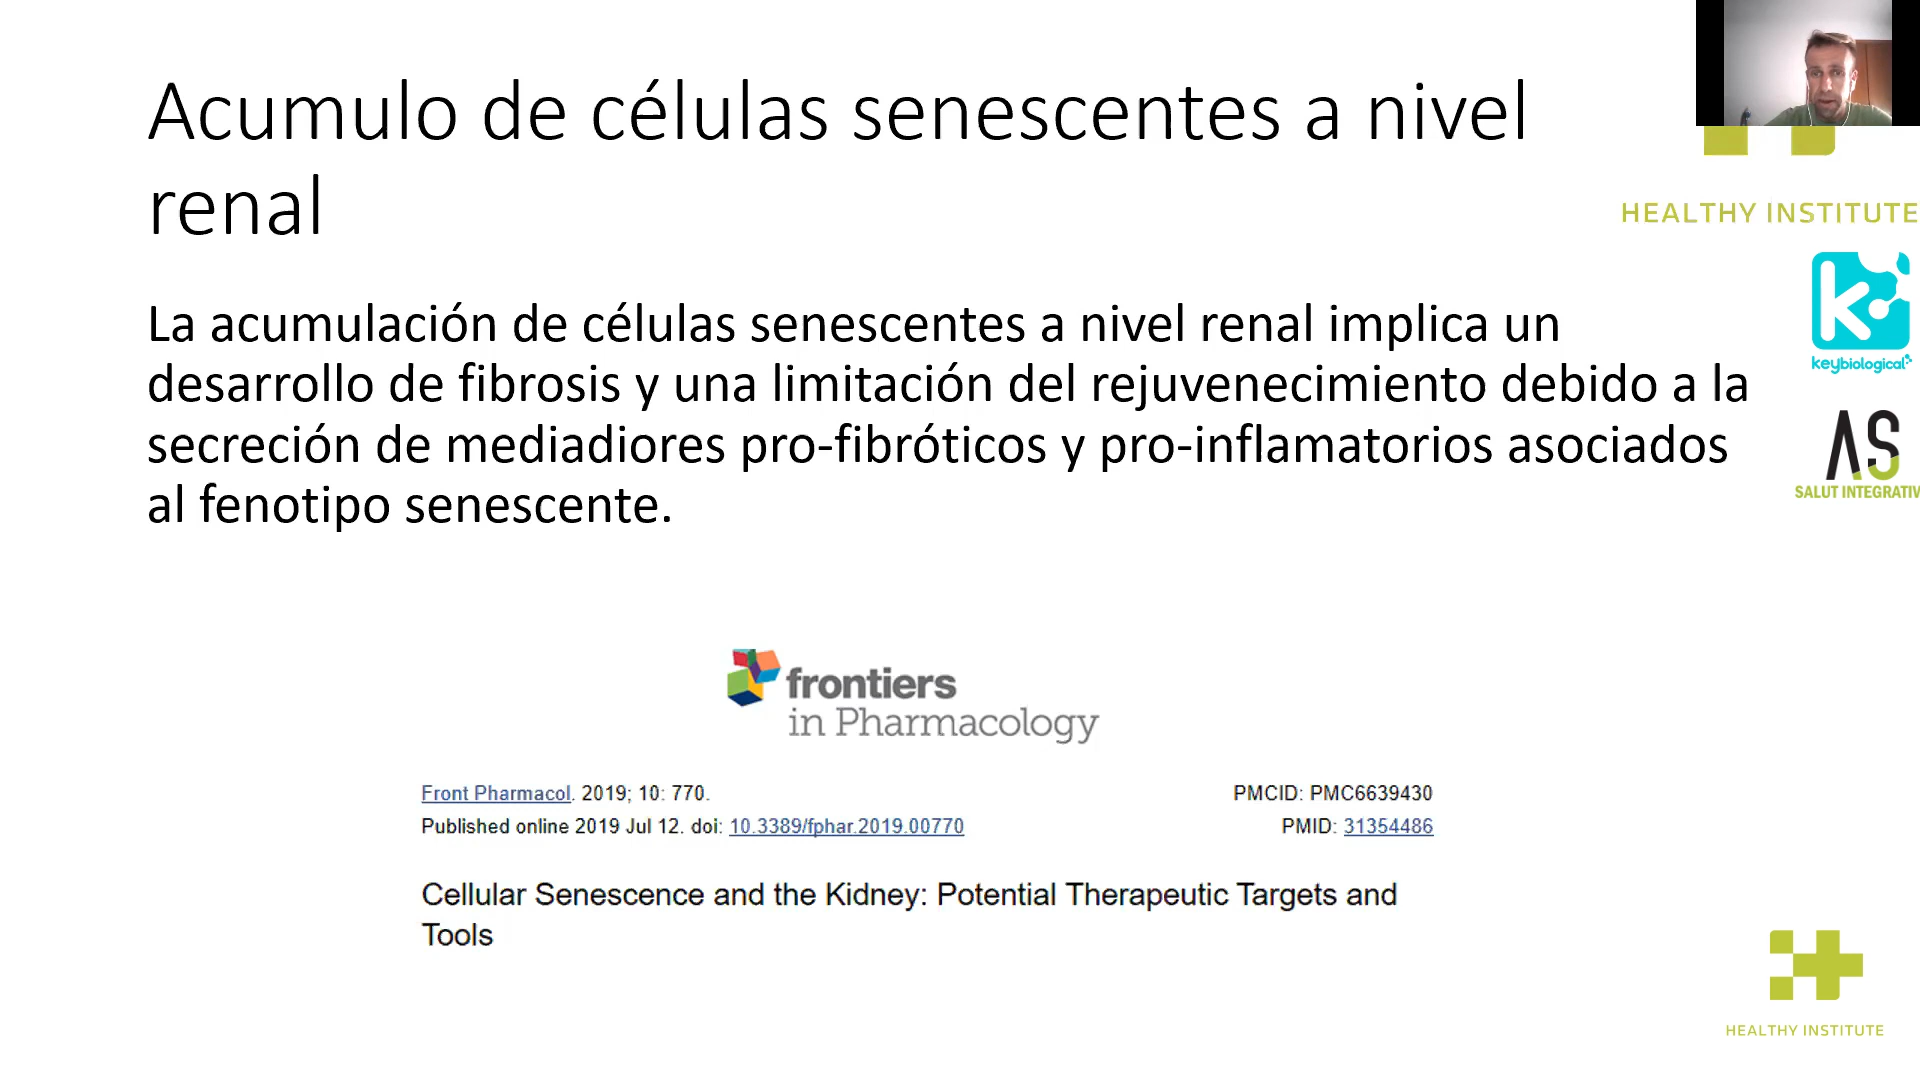 Acumulo de células senescentes a nivel
renal
HEALTHY INSTITUTE
keybiological
AS
SALUT INTEGRATIV
La acumulación de células senescentes a nivel renal implica un
desarrollo de fibrosis y una limitación del rejuvenecimiento debido a la
secreción de mediadiores pro-fibróticos y pro-inflamatorios asociados
al fenotipo senescente.
frontiers
in Pharmacology
Front Pharmacol. 2019; 10: 770.
PMCID: PMC6639430
Published online 2019 Jul 12. doi: 10.3389/fphar.2019.00770
PMID: 31354486
Cellular Senescence and the Kidney: Potential Therapeutic Targets and
Tools
HEALTHY INSTITUTE